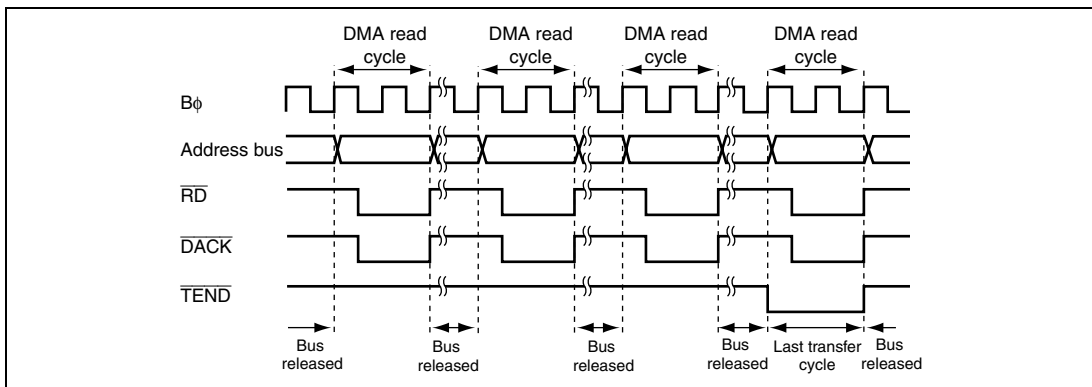 DMA read
cycle
DMA read
cycle
DMA read
cycle
DMA read
cycle
Bϕ
Address bus
RD
DACK
TEND
Bus
released
Bus
released
Bus
released
Bus
released
Last transfer
cycle
Bus
released